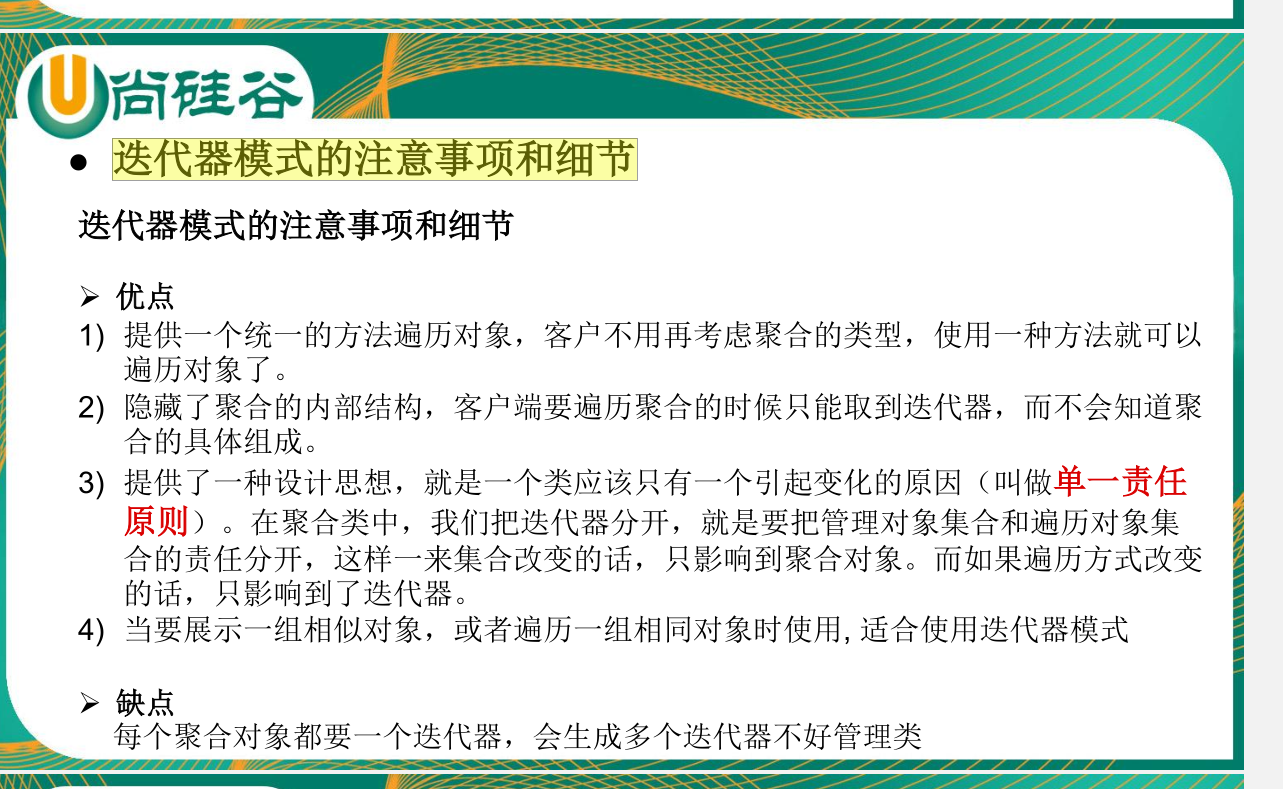 尚硅谷
● 迭代器模式的注意事项和细节
迭代器模式的注意事项和细节
➢ 优点
1) 提供一个统一的方法遍历对象，客户不用再考虑聚合的类型，使用一种方法就可以
遍历对象了。
2) 隐藏了聚合的内部结构，客户端要遍历聚合的时候只能取到迭代器，而不会知道聚
合的具体组成。
3) 提供了一种设计思想，就是一个类应该只有一个引起变化的原因（叫做单一责任
原则）。在聚合类中，我们把迭代器分开，就是要把管理对象集合和遍历对象集
合的责任分开，这样一来集合改变的话，只影响到聚合对象。而如果遍历方式改变
的话，只影响到了迭代器。
4) 当要展示一组相似对象，或者遍历一组相同对象时使用, 适合使用迭代器模式
➢ 缺点
每个聚合对象都要一个迭代器，会生成多个迭代器不好管理类